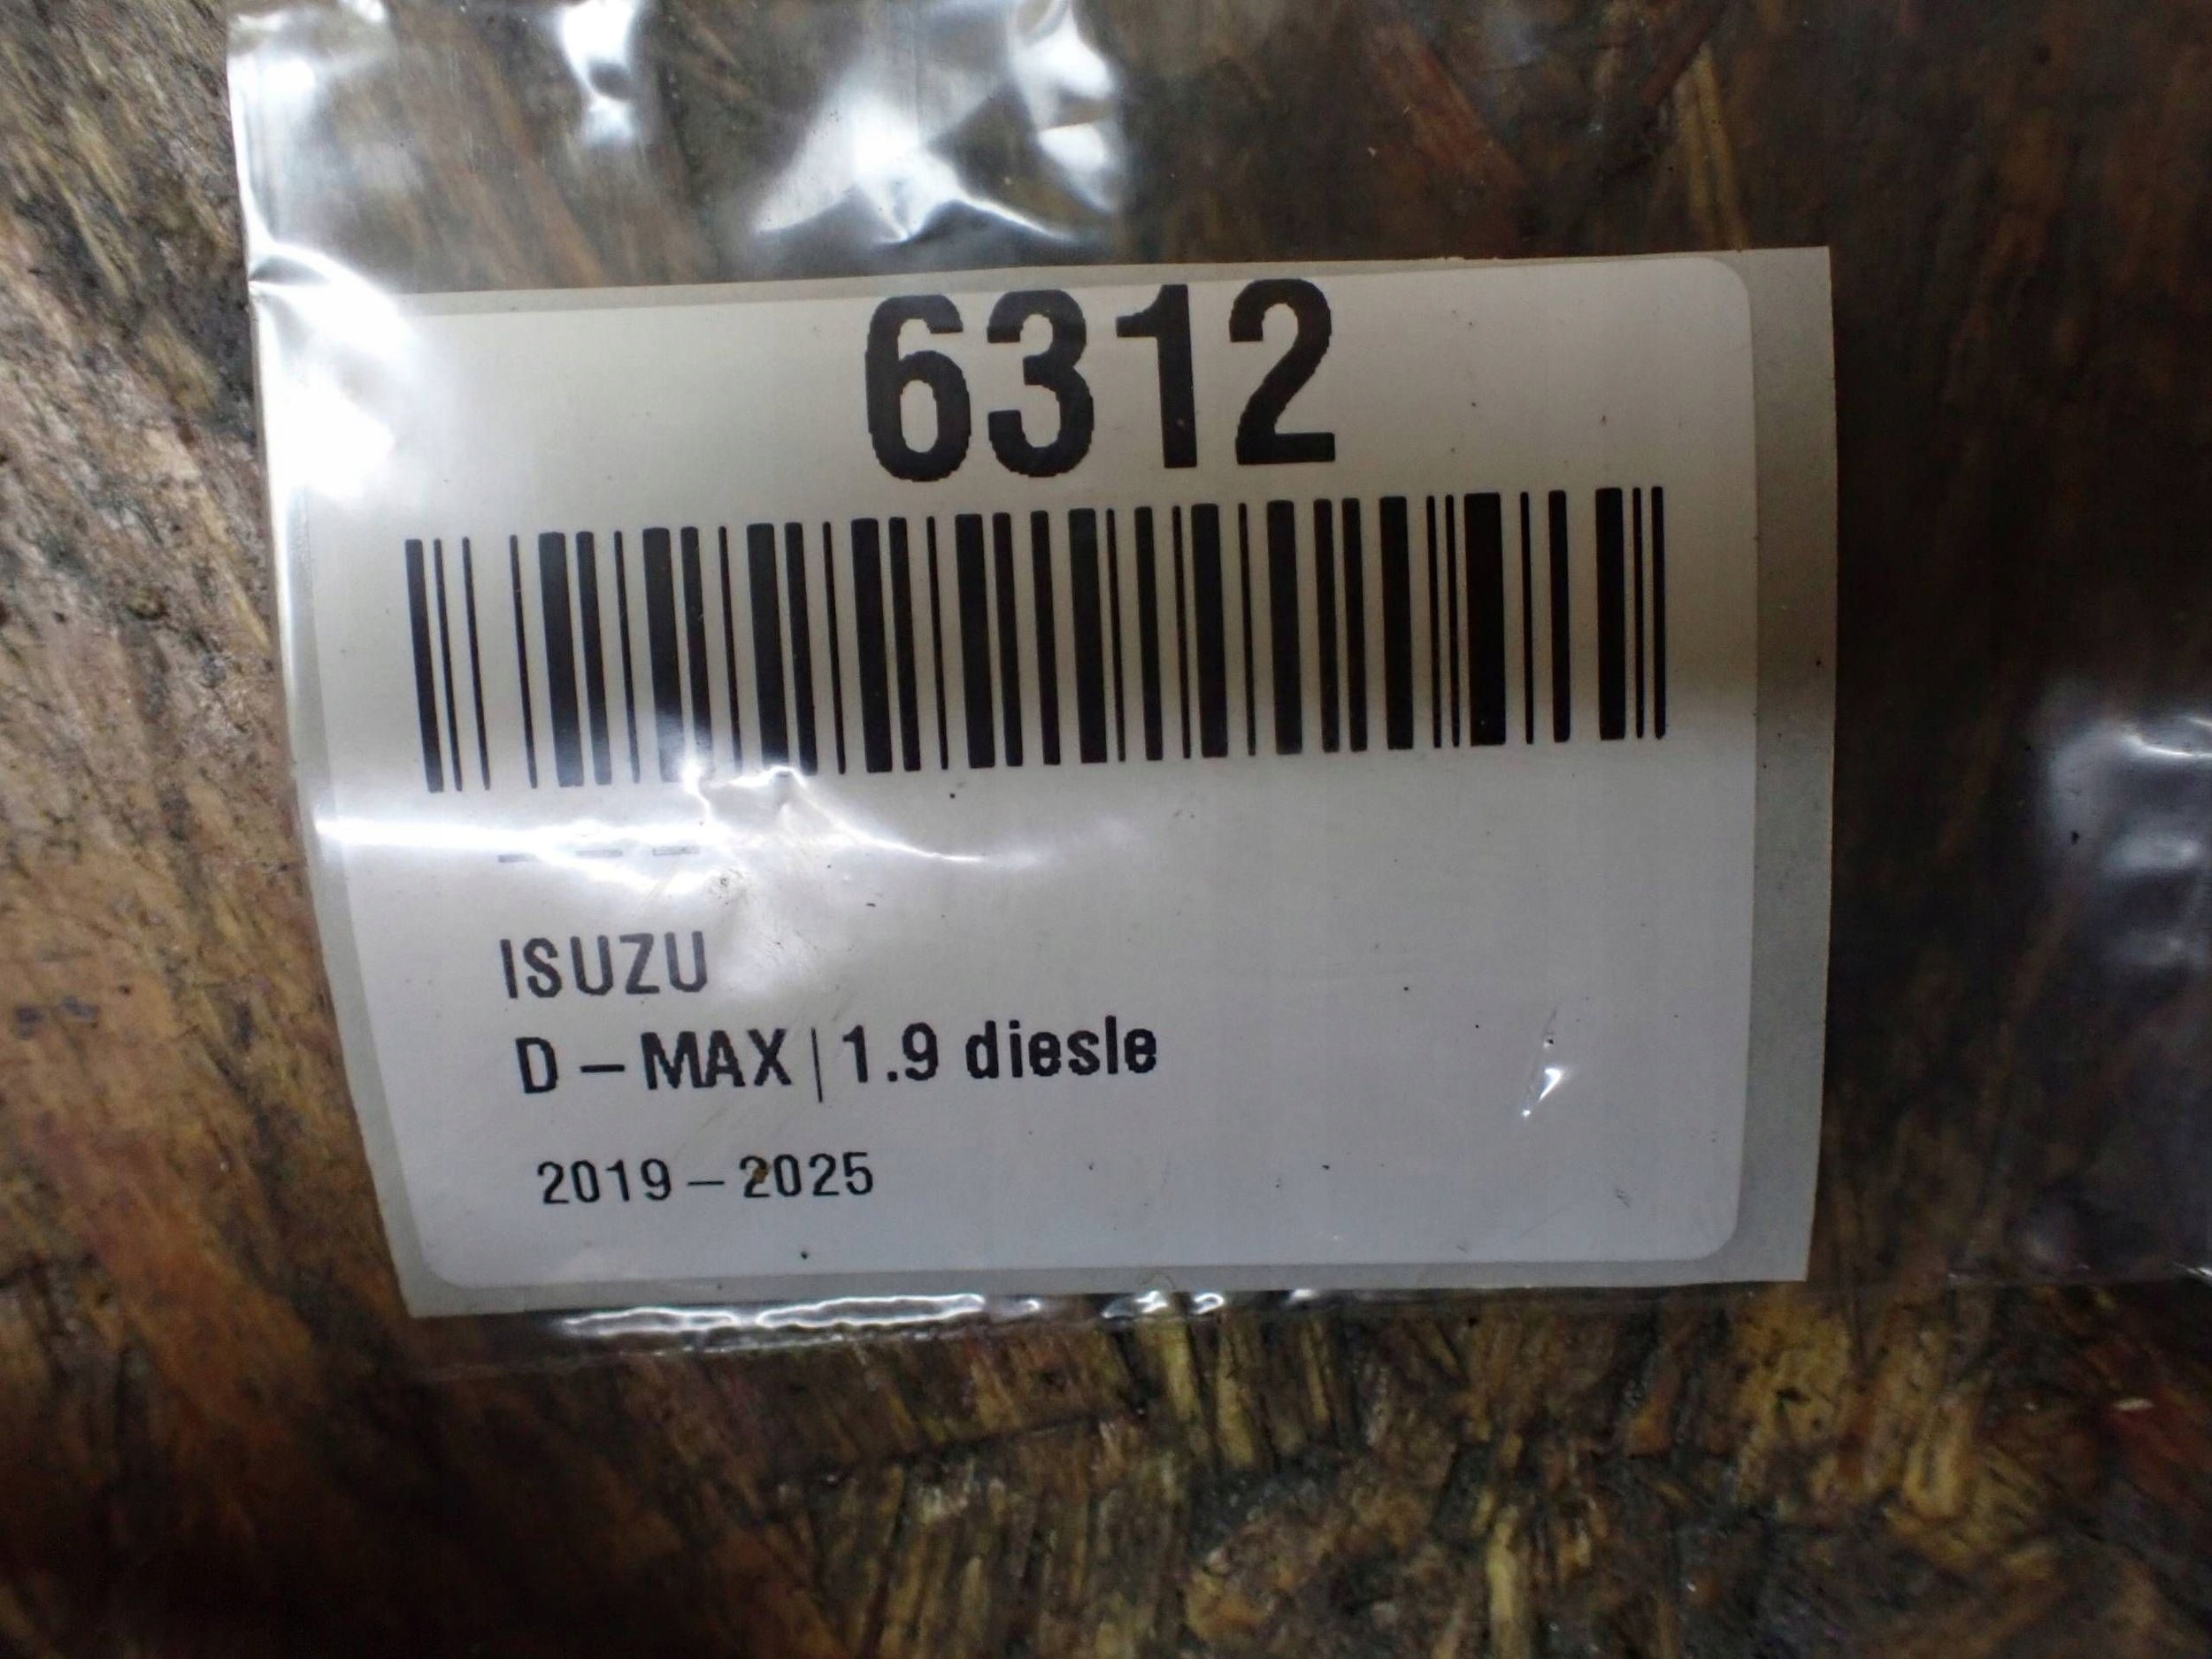 6312
ISUZU
D – MAX | 1.9 diesle
2019 – 2025